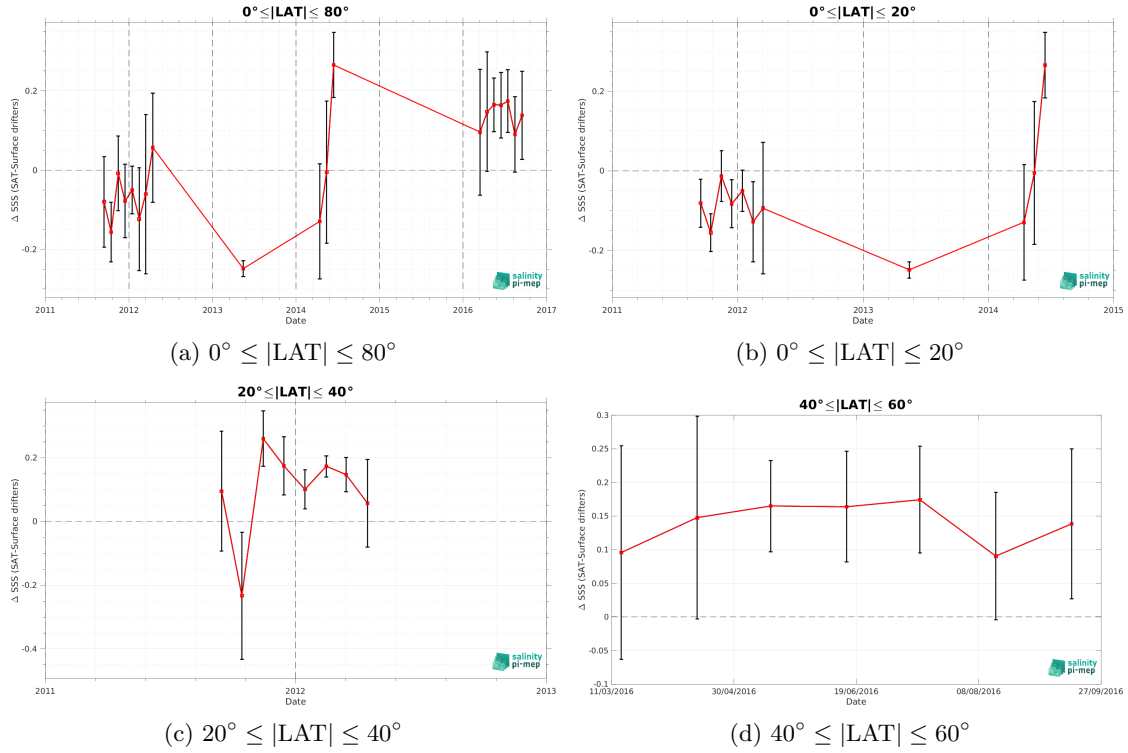 0°≤|LAT|≤ 80°
0.2
0
-0.2
Δ SSS (SAT-Surface drifters)
2011 2012 2013 2014 2015 2016 2017
Date
salinity
pi-mep
(a) 0° ≤ |LAT| ≤ 80°
0°≤|LAT|≤ 20°
0.2
0
-0.2
Δ SSS (SAT-Surface drifters)
2011 2012 2013 2014 2015
Date
salinity
pi-mep
(b) 0° ≤ |LAT| ≤ 20°
20°≤|LAT|≤ 40°
0.2
0
-0.2
-0.4
Δ SSS (SAT-Surface drifters)
2011 2012 2013
Date
salinity
pi-mep
(c) 20° ≤ |LAT| ≤ 40°
40°≤|LAT|≤ 60°
0.3
0.25
0.2
0.15
0.1
0.05
0
-0.05
-0.1
Δ SSS (SAT-Surface drifters)
11/03/2016 30/04/2016 19/06/2016 08/08/2016 27/09/2016
Date
salinity
pi-mep
(d) 40° ≤ |LAT| ≤ 60°